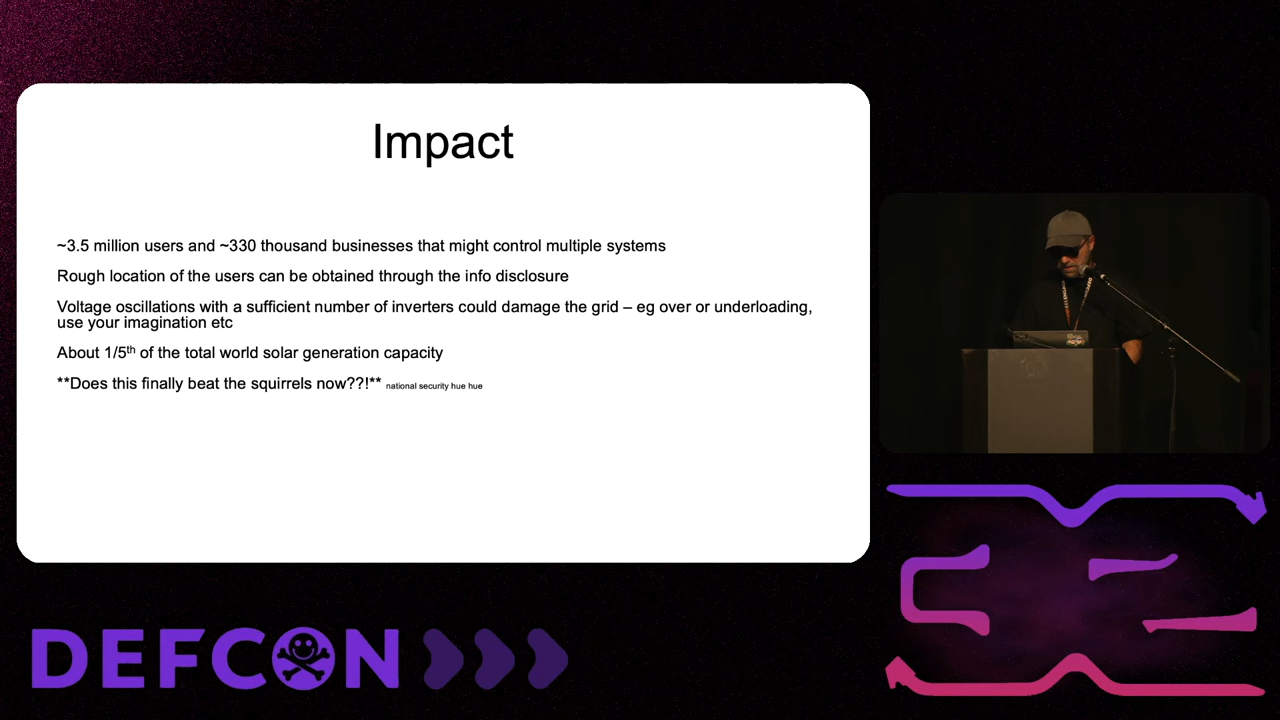 Impact
~3.5 million users and ~330 thousand businesses that might control multiple systems
Rough location of the users can be obtained through the info disclosure
Voltage oscillations with a sufficient number of inverters could damage the grid – eg over or underloading,
use your imagination etc
About 1/5th of the total world solar generation capacity
**Does this finally beat the squirrels now??!** national security hue hue
DEFCON